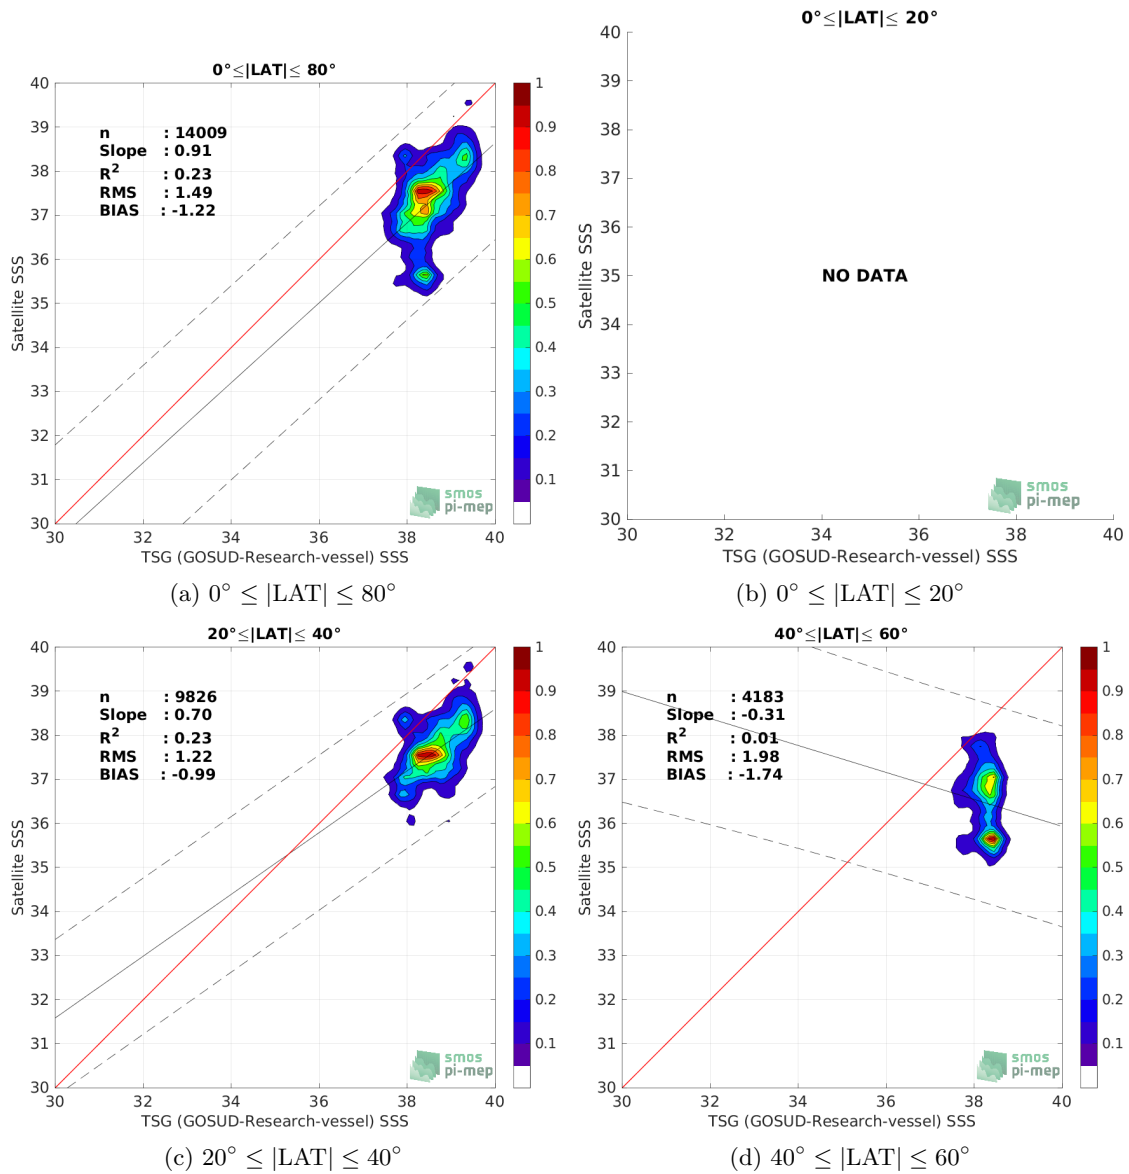 0°≤|LAT|≤ 80°
n : 14009
Slope : 0.91
R² : 0.23
RMS : 1.49
BIAS : -1.22
40
39
38
37
36
35
34
33
32
31
30
Satellite SSS
30 32 34 36 38 40
TSG (GOSUD-Research-vessel) SSS
1
0.9
0.8
0.7
0.6
0.5
0.4
0.3
0.2
0.1
smos
pi-mep
(a) 0° ≤ |LAT| ≤ 80°
0°≤|LAT|≤ 20°
40
39
38
37
36
35
34
33
32
31
30
Satellite SSS
NO DATA
30 32 34 36 38 40
TSG (GOSUD-Research-vessel) SSS
smos
pi-mep
(b) 0° ≤ |LAT| ≤ 20°
20°≤|LAT|≤ 40°
n : 9826
Slope : 0.70
R² : 0.23
RMS : 1.22
BIAS : -0.99
40
39
38
37
36
35
34
33
32
31
30
Satellite SSS
30 32 34 36 38 40
TSG (GOSUD-Research-vessel) SSS
1
0.9
0.8
0.7
0.6
0.5
0.4
0.3
0.2
0.1
smos
pi-mep
(c) 20° ≤ |LAT| ≤ 40°
40°≤|LAT|≤ 60°
n : 4183
Slope : -0.31
R² : 0.01
RMS : 1.98
BIAS : -1.74
40
39
38
37
36
35
34
33
32
31
30
Satellite SSS
30 32 34 36 38 40
TSG (GOSUD-Research-vessel) SSS
1
0.9
0.8
0.7
0.6
0.5
0.4
0.3
0.2
0.1
smos
pi-mep
(d) 40° ≤ |LAT| ≤ 60°